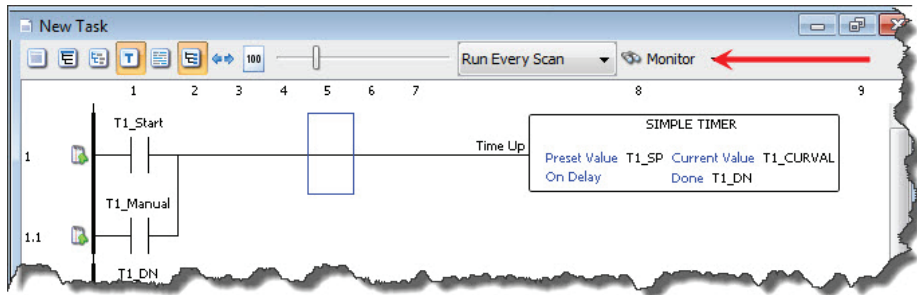 New Task
T 100 Run Every Scan Monitor
1 2 3 4 5 6 7 8 9
T1_Start
SIMPLE TIMER
1 Time Up
Preset Value T1_SP Current Value T1_CURVAL
On Delay Done T1_DN
T1_Manual
1.1
T1_DN